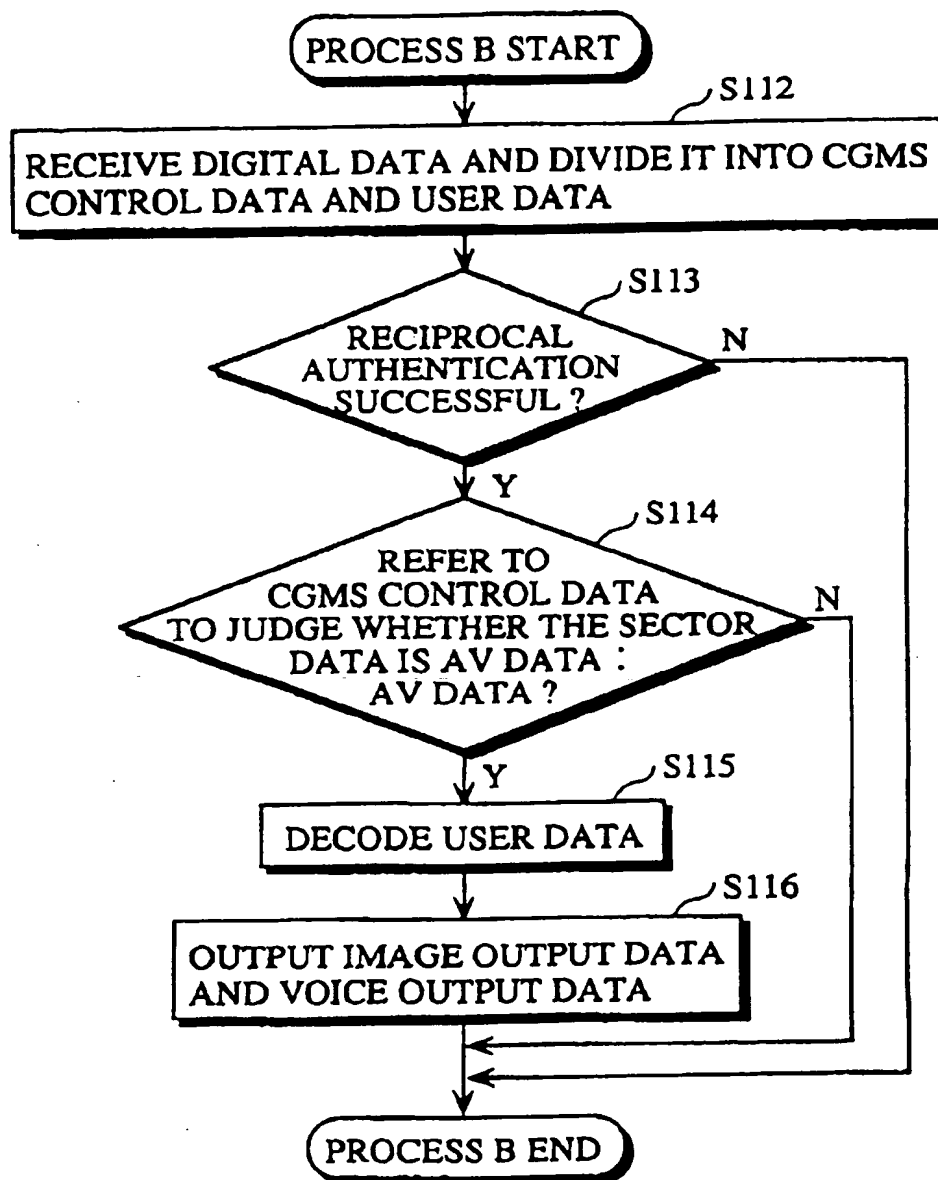 PROCESS B START
S112
RECEIVE DIGITAL DATA AND DIVIDE IT INTO CGMS
CONTROL DATA AND USER DATA
S113
RECIPROCAL
AUTHENTICATION
SUCCESSFUL ?
N
Y
S114
REFER TO
CGMS CONTROL DATA
TO JUDGE WHETHER THE SECTOR
DATA IS AV DATA :
AV DATA ?
N
Y
S115
DECODE USER DATA
S116
OUTPUT IMAGE OUTPUT DATA
AND VOICE OUTPUT DATA
PROCESS B END